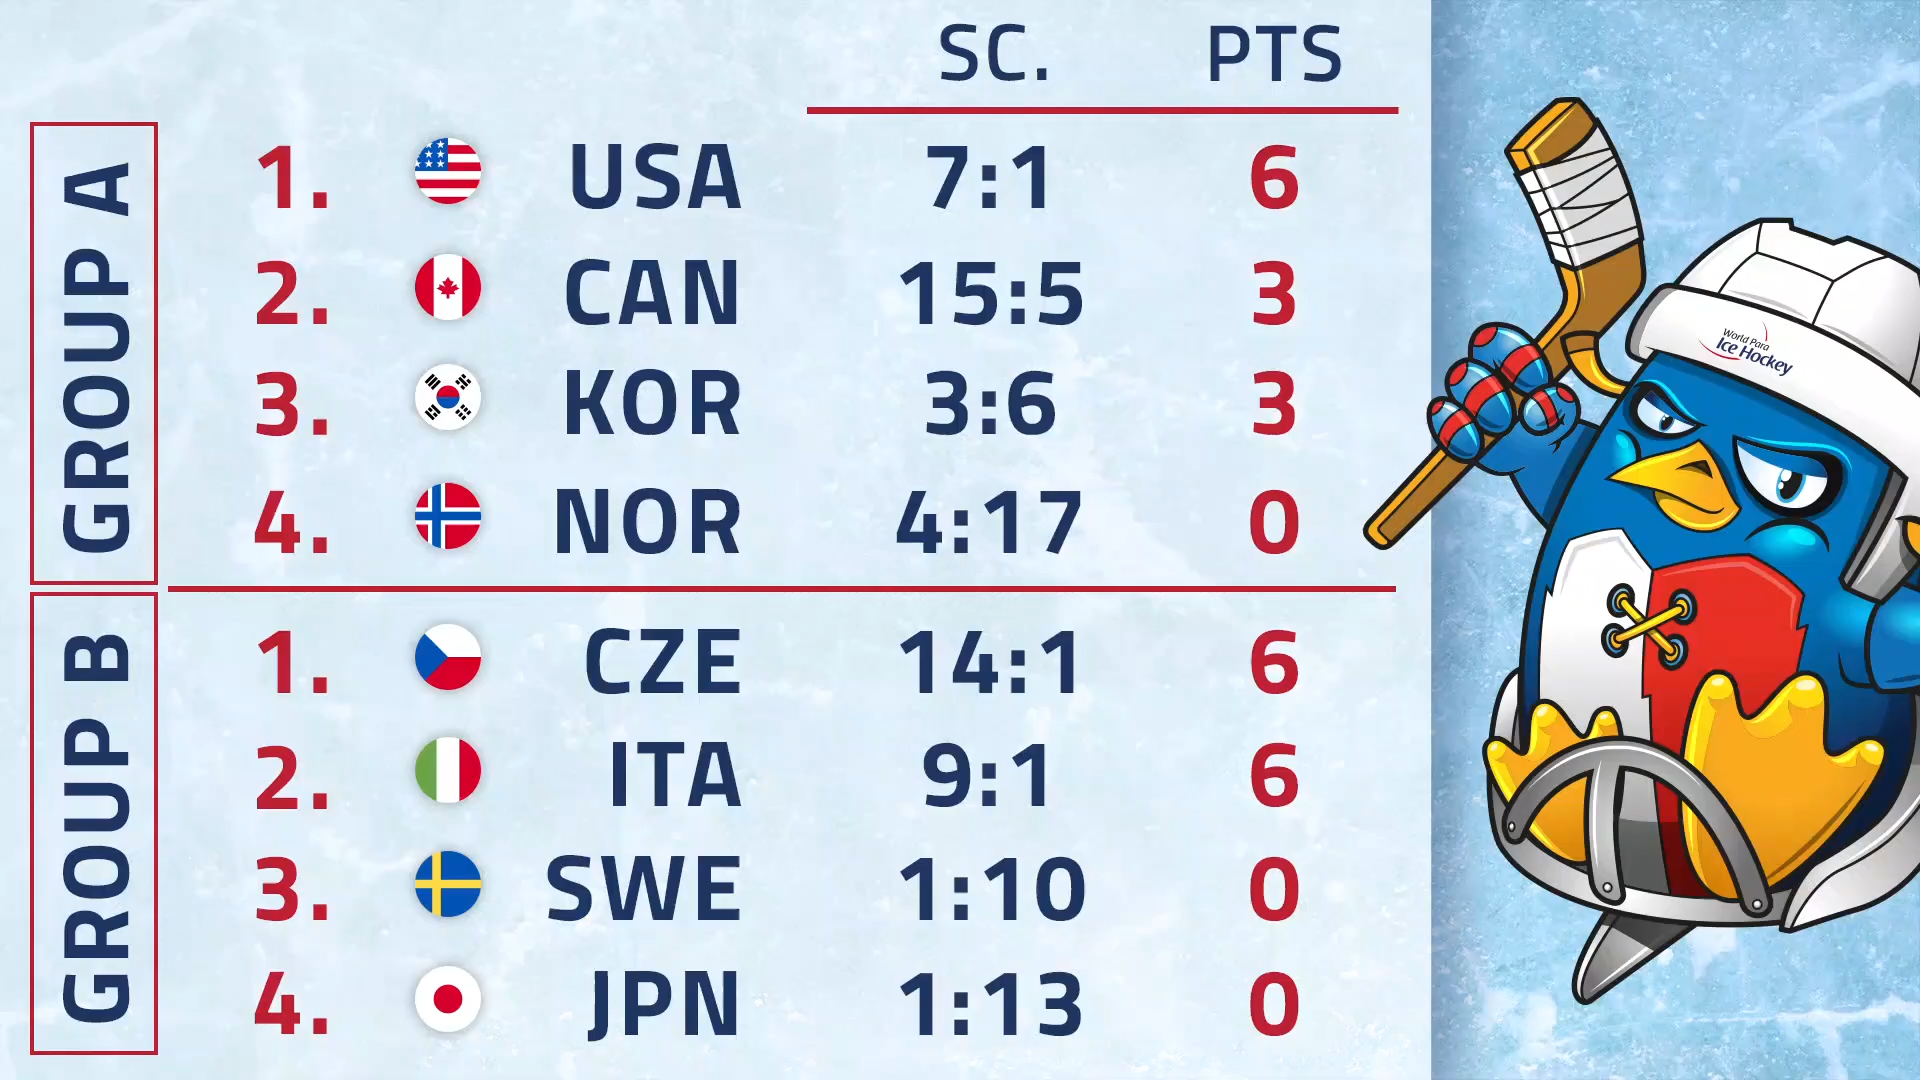 SC. PTS
GROUP A
1. USA 7:1 6
2. CAN 15:5 3
3. KOR 3:6 3
4. NOR 4:17 0
GROUP B
1. CZE 14:1 6
2. ITA 9:1 6
3. SWE 1:10 0
4. JPN 1:13 0
World Para
Ice Hockey